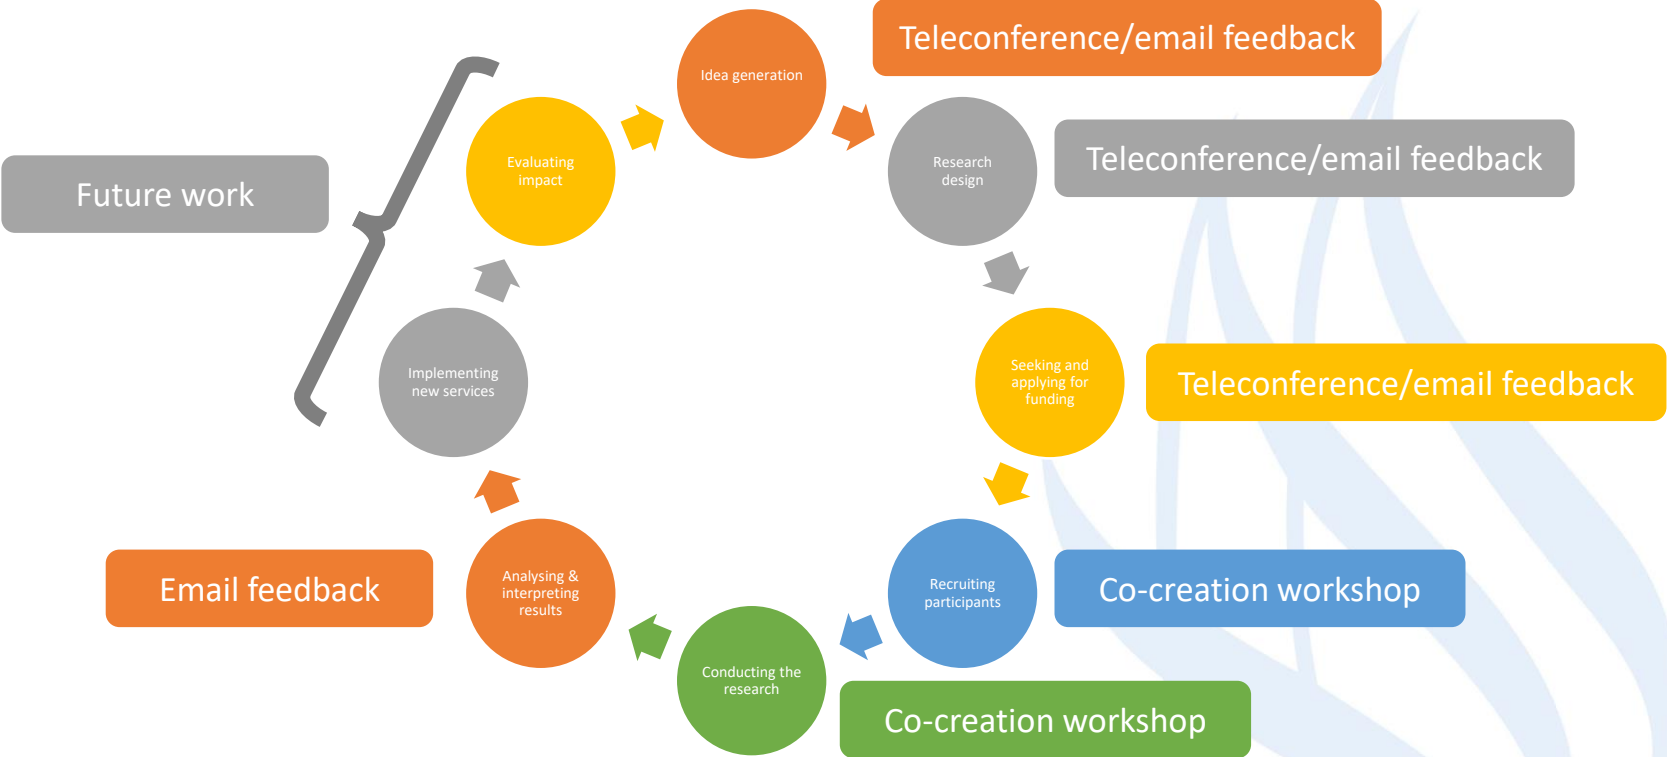 Teleconference/email feedback
Idea generation
Evaluating
impact
Research
design
Teleconference/email feedback
Future work
Implementing
new services
Seeking and
applying for
funding
Teleconference/email feedback
Email feedback
Analysing &
interpreting
results
Recruiting
participants
Co-creation workshop
Conducting the
research
Co-creation workshop